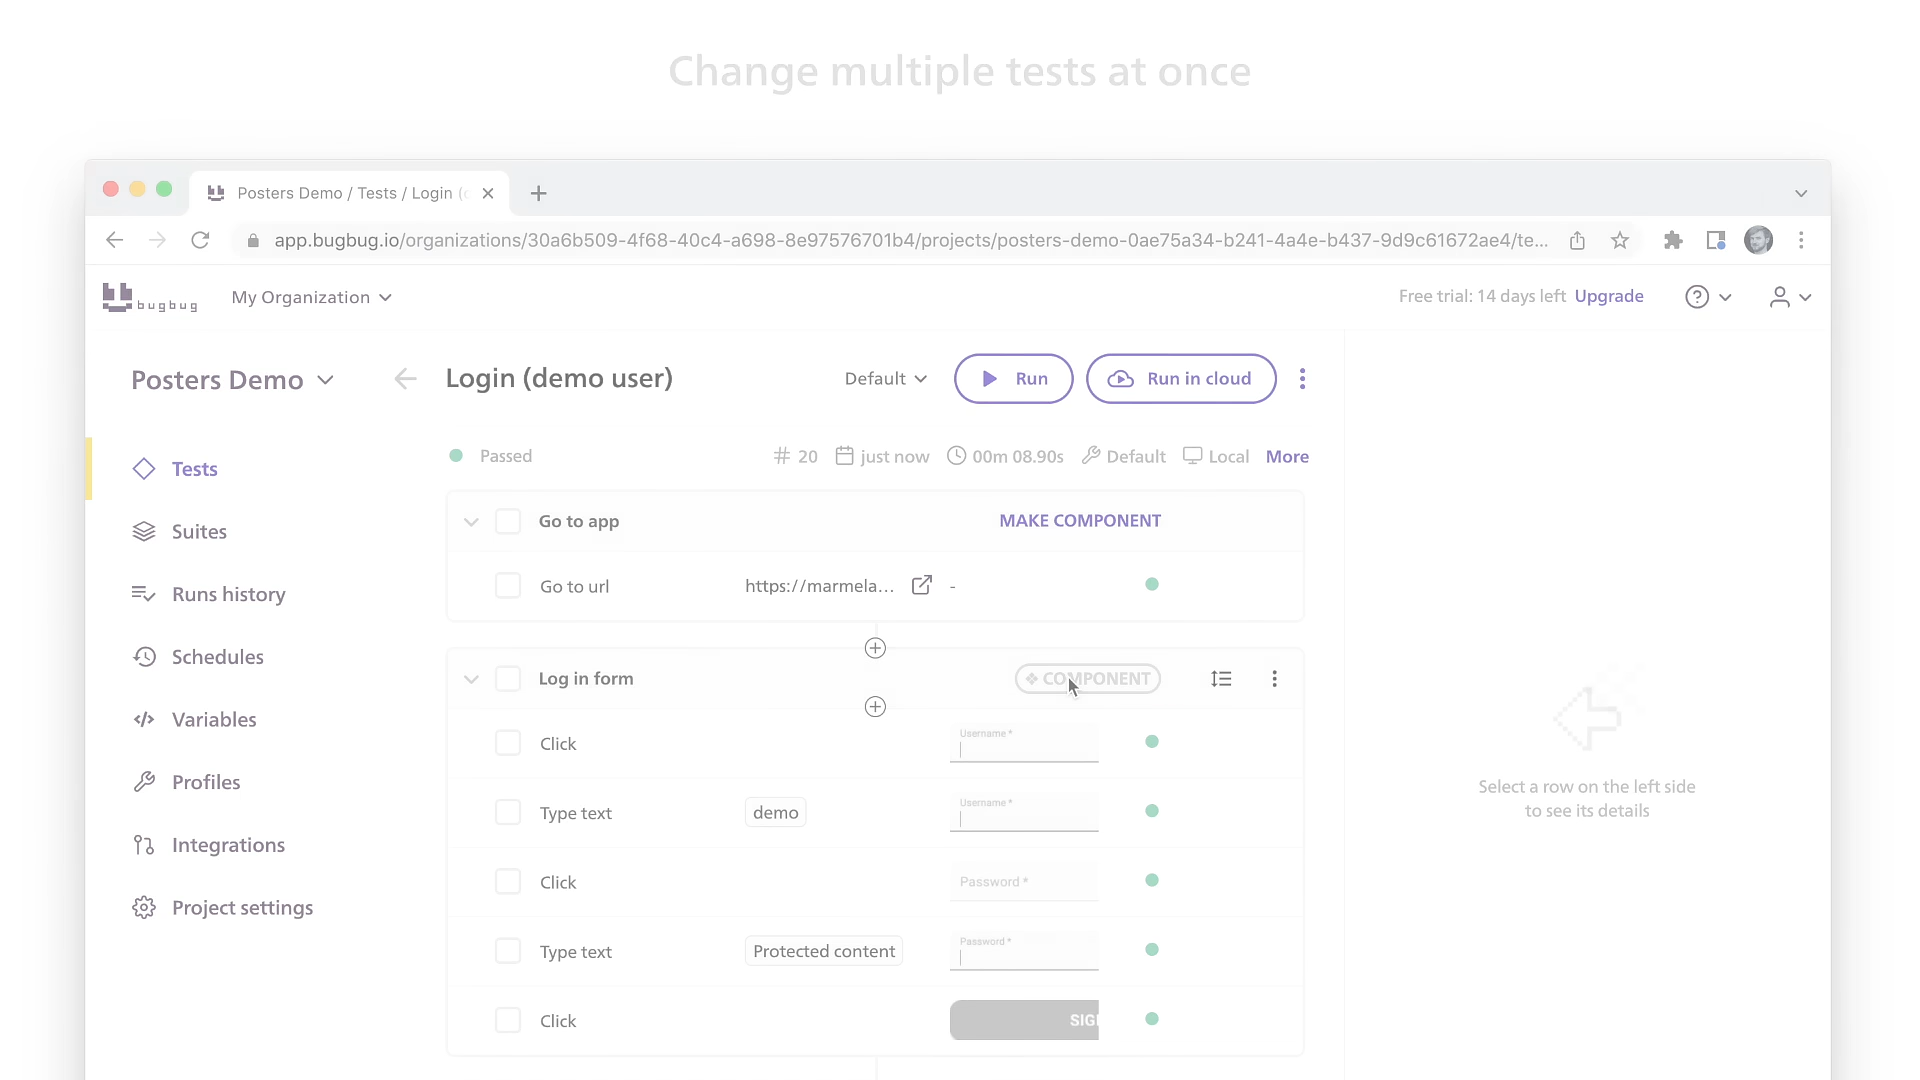 Change multiple tests at once
Posters Demo / Tests / Login (
app.bugbug.io/organizations/30a6b509-4f68-40c4-a698-8e97576701b4/projects/posters-demo-0ae75a34-b241-4a4e-b437-9d9c61672ae4/te...
bugbug
My Organization
Free trial: 14 days left Upgrade
Posters Demo
Login (demo user)
Default
Run
Run in cloud
Passed
# 20
just now
00m 08.90s
Default
Local
More
Tests
Suites
Runs history
Schedules
Variables
Profiles
Integrations
Project settings
Go to app
MAKE COMPONENT
Go to url
https://marmela...
-
Log in form
COMPONENT
Click
Username *
Type text
demo
Username *
Click
Password *
Type text
Protected content
Password *
Click
SIG
Select a row on the left side
to see its details